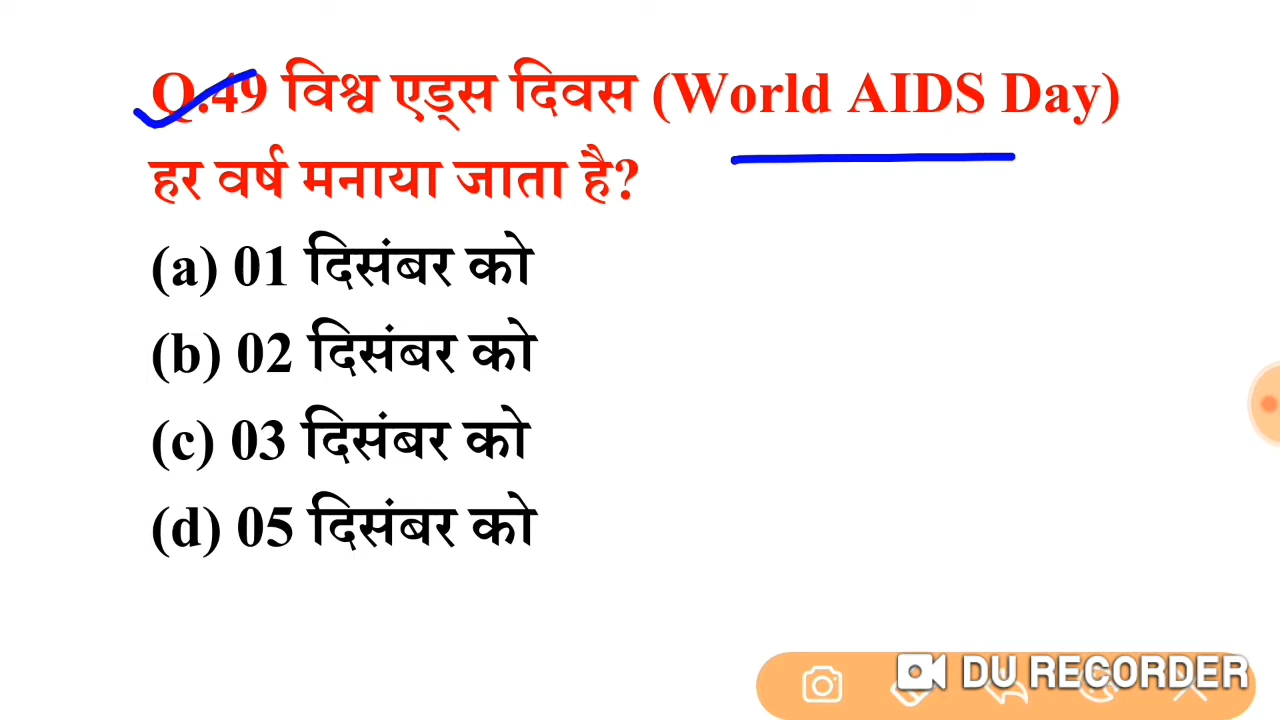 Q.49 विश्व एड्स दिवस (World AIDS Day)
हर वर्ष मनाया जाता है?
(a) 01 दिसंबर को
(b) 02 दिसंबर को
(c) 03 दिसंबर को
(d) 05 दिसंबर को
DU RECORDER